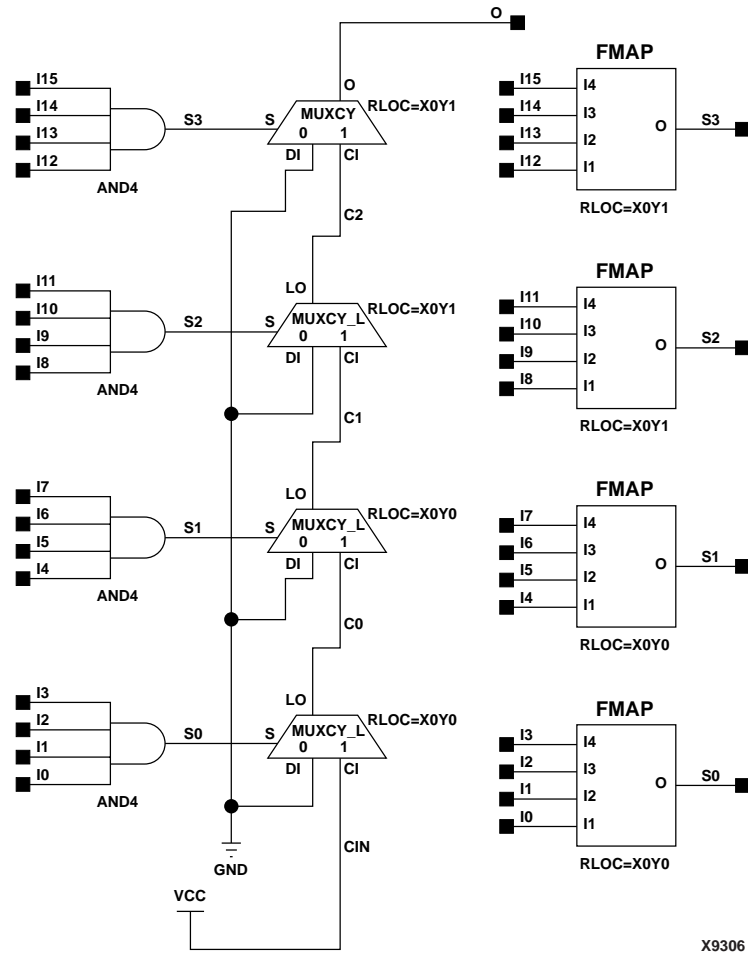 O
FMAP
I15
I14
I13
I12
AND4
S3
S
O
MUXCY
0 1
DI CI
RLOC=X0Y1
I15
I14
I13
I12
I4
I3
I2
I1
O
S3
RLOC=X0Y1
C2
FMAP
I11
I10
I9
I8
AND4
S2
S
LO
MUXCY_L
0 1
DI CI
RLOC=X0Y1
I11
I10
I9
I8
I4
I3
I2
I1
O
S2
RLOC=X0Y1
C1
FMAP
I7
I6
I5
I4
AND4
S1
S
LO
MUXCY_L
0 1
DI CI
RLOC=X0Y0
I7
I6
I5
I4
I4
I3
I2
I1
O
S1
RLOC=X0Y0
C0
FMAP
I3
I2
I1
I0
AND4
S0
S
LO
MUXCY_L
0 1
DI CI
RLOC=X0Y0
I3
I2
I1
I0
I4
I3
I2
I1
O
S0
RLOC=X0Y0
CIN
GND
VCC
X9306